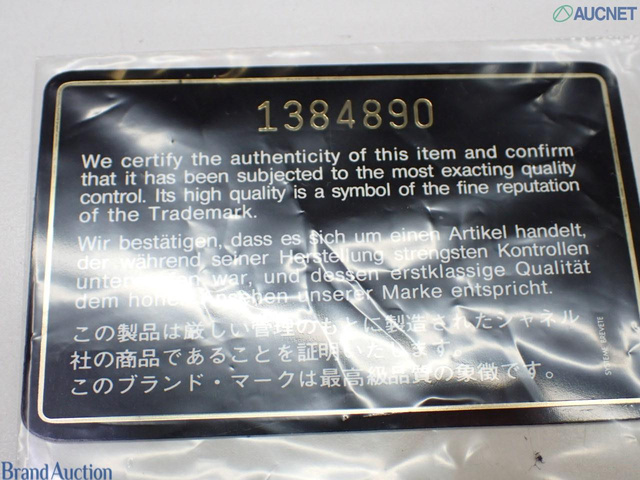 AUCNET
1384890
We certify the authenticity of this item and confirm
that it has been subjected to the most exacting quality
control. Its high quality is a symbol of the fine reputation
of the Trademark.
Wir bestätigen, dass es sich um einen Artikel handelt,
der während seiner Herstellung strengsten Kontrollen
unterzogen war, und dessen erstklassige Qualität
dem hohen Ansehen unserer Marke entspricht.
この製品は厳しい管理のもとに製造されたシャネル
社の商品であることを証明いたします。
このブランド・マークは最高級品質の象徴です。
BREVETE
Brand Auction